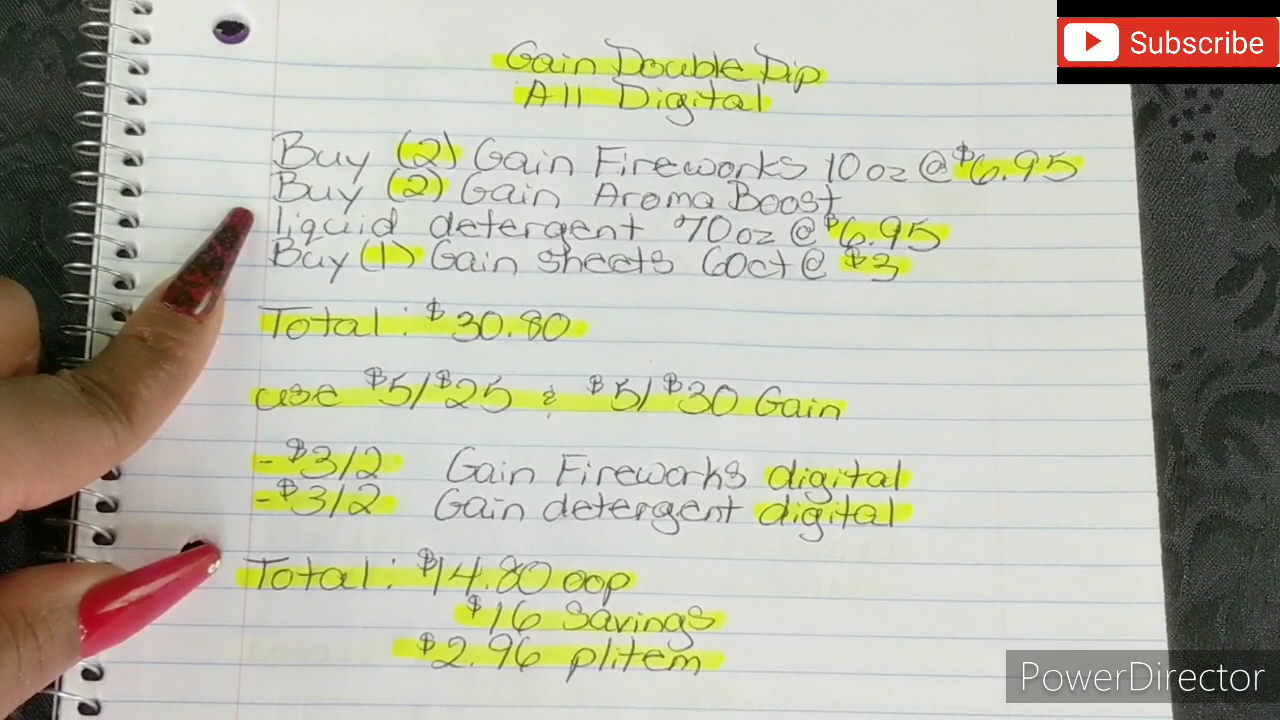 Subscribe
Gain Double Dip
All Digital
Buy (2) Gain Fireworks 10oz @ $6.95
Buy (2) Gain Aroma Boost
liquid detergent 70oz @ $6.95
Buy (1) Gain sheets 60ct @ $3
Total: $30.80
use $5/$25 & $5/$30 Gain
-$3/2 Gain Fireworks digital
-$3/2 Gain detergent digital
Total: $14.80 oop
$16 Savings
$2.96 p/item
PowerDirector